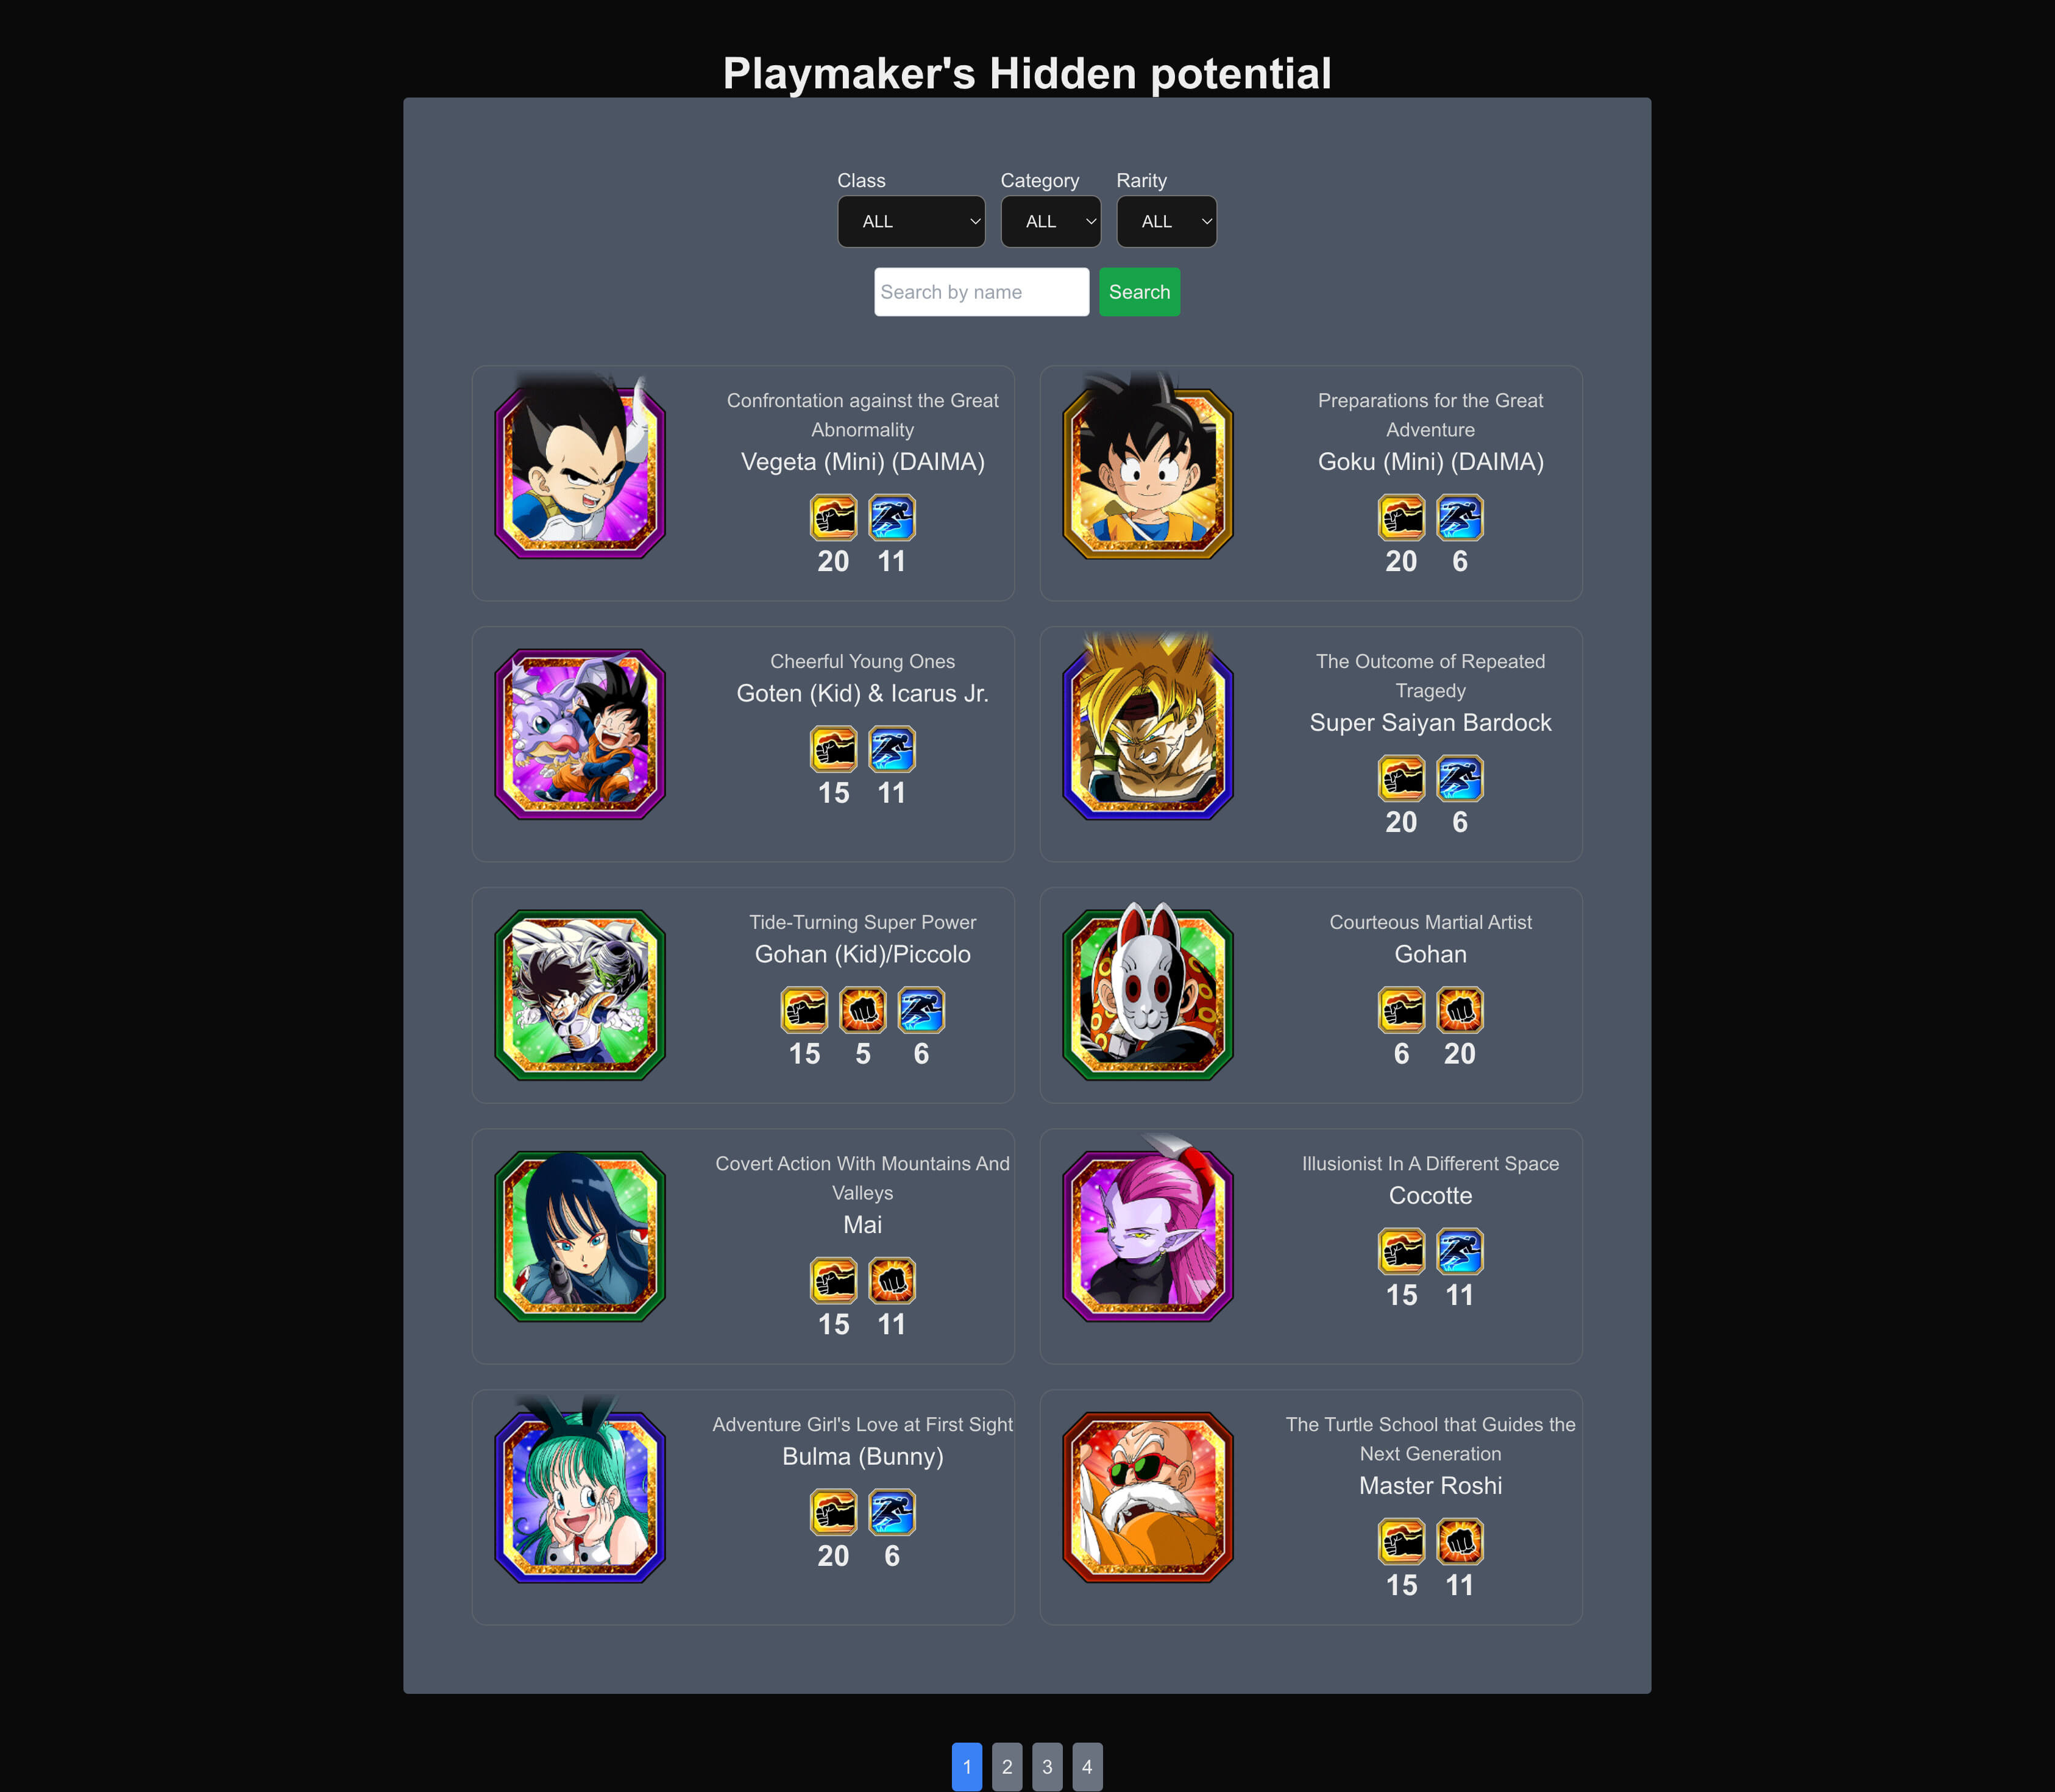 Playmaker's Hidden potential
Class Category Rarity
ALL ALL ALL
Search by name Search
Confrontation against the Great
Abnormality
Vegeta (Mini) (DAIMA)
20 11
Preparations for the Great
Adventure
Goku (Mini) (DAIMA)
20 6
Cheerful Young Ones
Goten (Kid) & Icarus Jr.
15 11
The Outcome of Repeated
Tragedy
Super Saiyan Bardock
20 6
Tide-Turning Super Power
Gohan (Kid)/Piccolo
15 5 6
Courteous Martial Artist
Gohan
6 20
Covert Action With Mountains And
Valleys
Mai
15 11
Illusionist In A Different Space
Cocotte
15 11
Adventure Girl's Love at First Sight
Bulma (Bunny)
20 6
The Turtle School that Guides the
Next Generation
Master Roshi
15 11
1 2 3 4